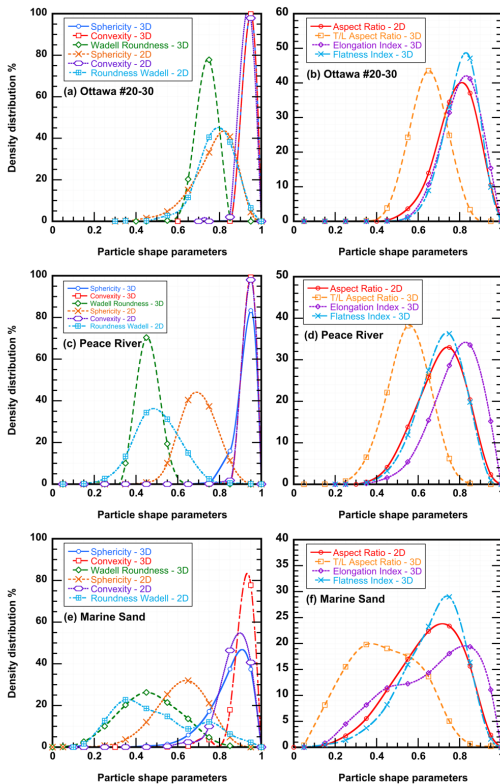 100
80
60
40
20
0
Density distribution %
Sphericity - 3D
Convexity - 3D
Wadell Roundness - 3D
Sphericity - 2D
Convexity - 2D
Roundness Wadell - 2D
(a) Ottawa #20-30
0 0.2 0.4 0.6 0.8 1
Particle shape parameters
60
50
40
30
20
10
0
Aspect Ratio - 2D
T/L Aspect Ratio - 3D
Elongation Index - 3D
Flatness Index - 3D
(b) Ottawa #20-30
0 0.2 0.4 0.6 0.8 1
Particle shape parameters
100
80
60
40
20
0
Density distribution %
Sphericity - 3D
Convexity - 3D
Wadell Roundness - 3D
Sphericity - 2D
Convexity - 2D
Roundness Wadell - 2D
(c) Peace River
0 0.2 0.4 0.6 0.8 1
Particle shape parameters
50
40
30
20
10
0
Aspect Ratio - 2D
T/L Aspect Ratio - 3D
Elongation Index - 3D
Flatness Index - 3D
(d) Peace River
0 0.2 0.4 0.6 0.8 1
Particle shape parameters
100
80
60
40
20
0
Density distribution %
Sphericity - 3D
Convexity - 3D
Wadell Roundness - 3D
Sphericity - 2D
Convexity - 2D
Roundness Wadell - 2D
(e) Marine Sand
0 0.2 0.4 0.6 0.8 1
Particle shape parameters
40
35
30
25
20
15
10
5
0
Aspect Ratio - 2D
T/L Aspect Ratio - 3D
Elongation Index - 3D
Flatness Index - 3D
(f) Marine Sand
0 0.2 0.4 0.6 0.8 1
Particle shape parameters